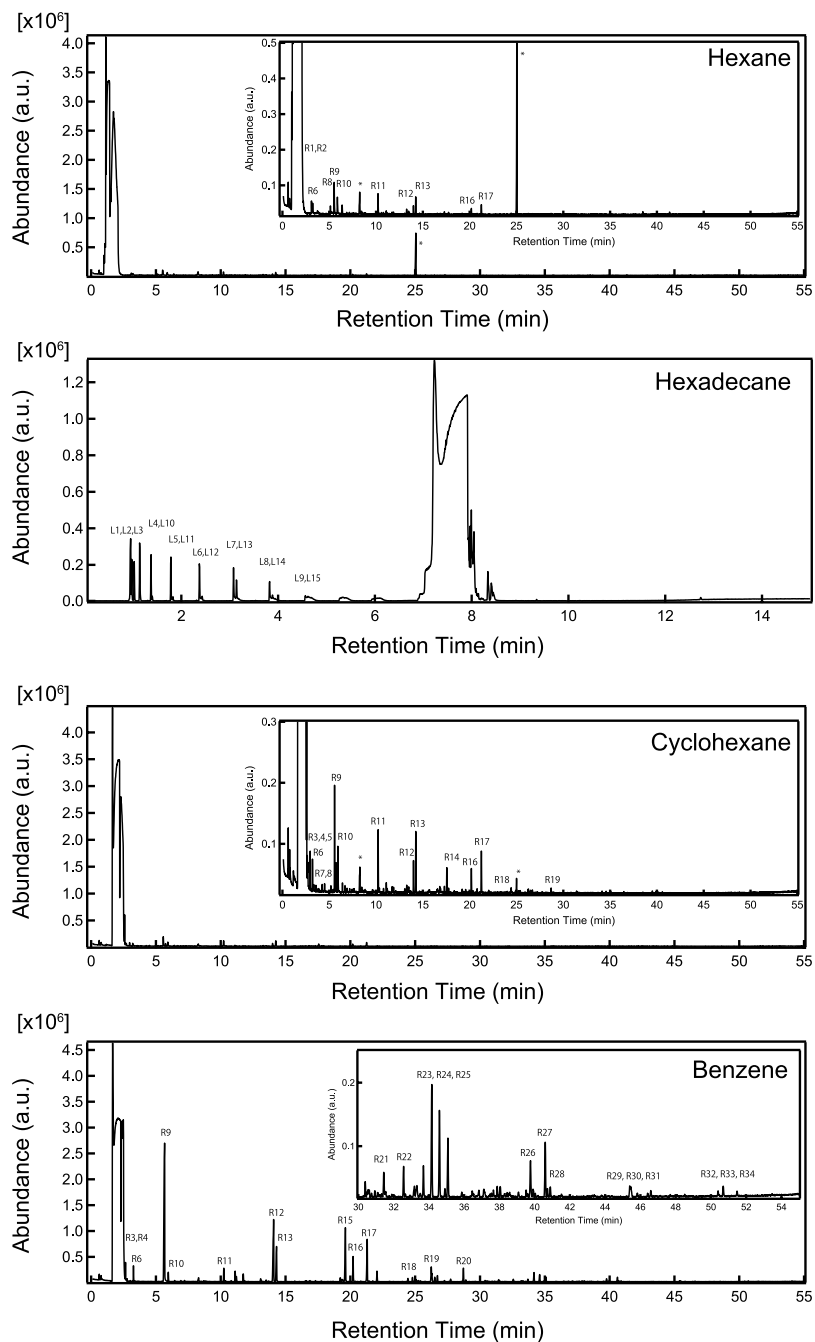 [x10⁶]
Hexane
Abundance (a.u.)
4.0
3.5
3.0
2.5
2.0
1.5
1.0
0.5
0 5 10 15 20 25 30 35 40 45 50 55
Retention Time (min)
Abundance (a.u.)
0.5
0.4
0.3
0.2
0.1
R1,R2
R6
R8
R9
R10
*
R11
R12
R13
R16
R17
*
0 5 10 15 20 25 30 35 40 45 50 55
Retention Time (min)
*
[x10⁶]
Hexadecane
Abundance (a.u.)
1.2
1.0
0.8
0.6
0.4
0.2
0.0
L1,L2,L3
L4,L10
L5,L11
L6,L12
L7,L13
L8,L14
L9,L15
2 4 6 8 10 12 14
Retention Time (min)
[x10⁶]
Cyclohexane
Abundance (a.u.)
4.0
3.5
3.0
2.5
2.0
1.5
1.0
0.5
0 5 10 15 20 25 30 35 40 45 50 55
Retention Time (min)
Abundance (a.u.)
0.3
0.2
0.1
R3,4,5
R6
R7,8
R9
R10
*
R11
R12
R13
R14
R16
R17
R18
*
R19
0 5 10 15 20 25 30 35 40 45 50 55
Retention Time (min)
[x10⁶]
Benzene
Abundance (a.u.)
4.5
4.0
3.5
3.0
2.5
2.0
1.5
1.0
0.5
R3,R4
R6
R9
R10
R11
R12
R13
R15
R16
R17
R18
R19
R20
0 5 10 15 20 25 30 35 40 45 50 55
Retention Time (min)
Abundance (a.u.)
0.2
0.1
R21
R22
R23, R24, R25
R26
R27
R28
R29, R30, R31
R32, R33, R34
30 32 34 36 38 40 42 44 46 48 50 52 54
Retention Time (min)